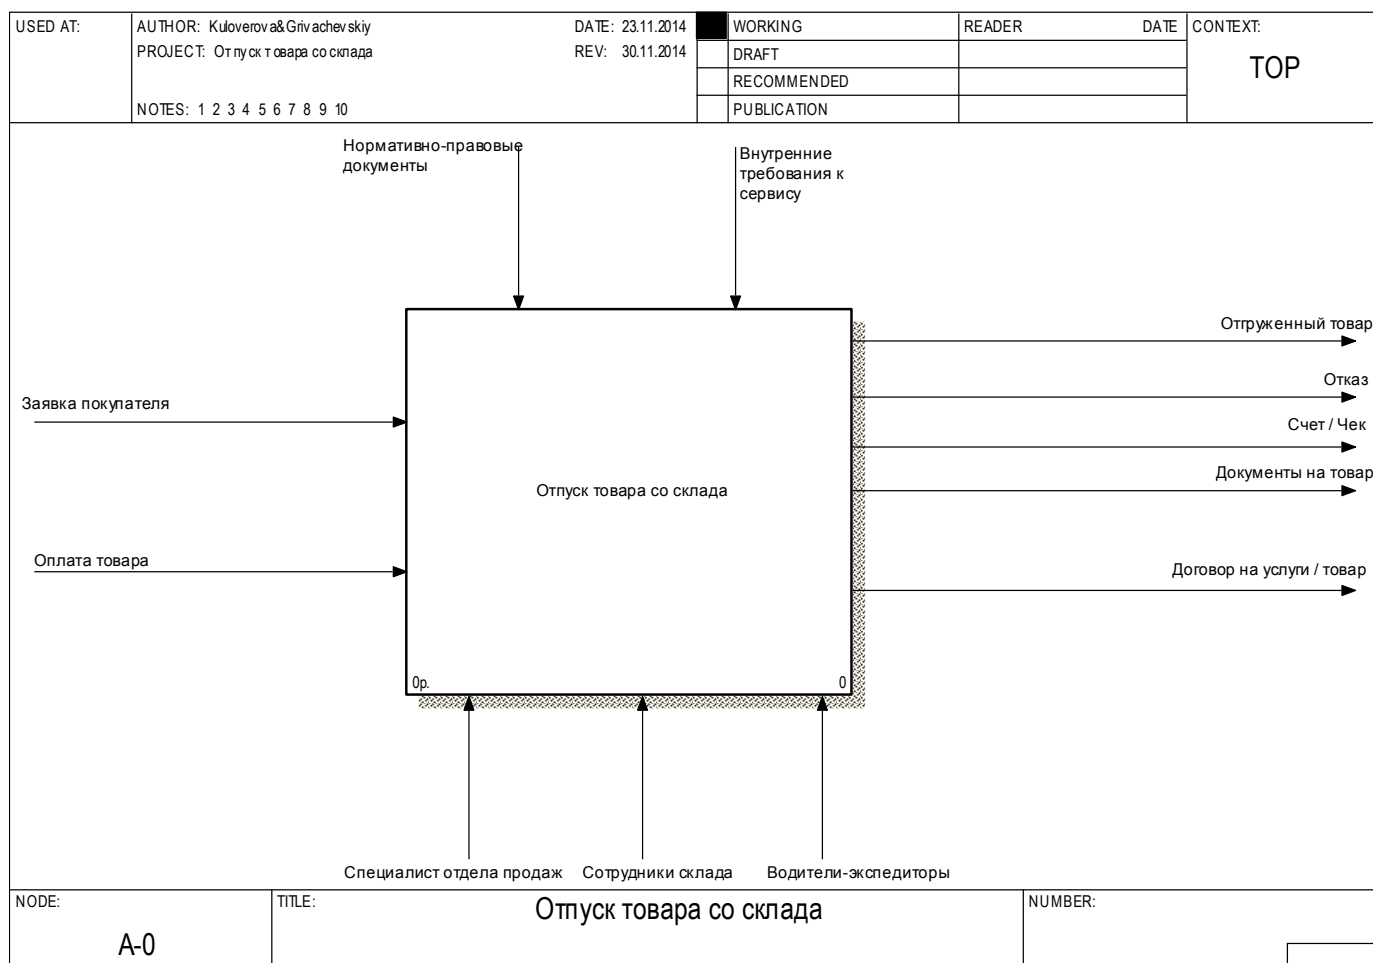 USED AT:
AUTHOR: Kuloverova&Grivachevskiy
DATE: 23.11.2014
WORKING
READER
DATE
CONTEXT:
PROJECT: Отпуск товара со склада
REV: 30.11.2014
DRAFT
TOP
RECOMMENDED
NOTES: 1 2 3 4 5 6 7 8 9 10
PUBLICATION
Нормативно-правовые
документы
Внутренние
требования к
сервису
Отгруженный товар
Отказ
Заявка покупателя
Счет / Чек
Документы на товар
Отпуск товара со склада
Оплата товара
Договор на услуги / товар
0р.
0
Специалист отдела продаж
Сотрудники склада
Водители-экспедиторы
NODE:
TITLE:
Отпуск товара со склада
NUMBER:
A-0